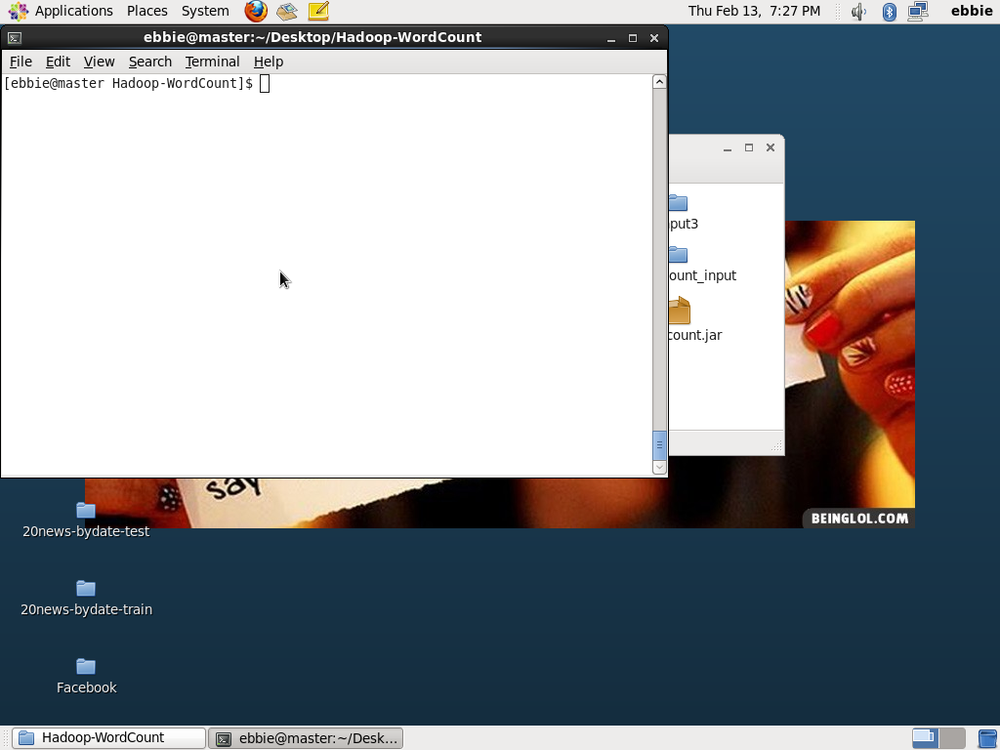 Applications Places System Thu Feb 13, 7:27 PM ebbie
ebbie@master:~/Desktop/Hadoop-WordCount
File Edit View Search Terminal Help
[ebbie@master Hadoop-WordCount]$
put3
ount_input
count.jar
say
BEINGLOL.COM
20news-bydate-test
20news-bydate-train
Facebook
Hadoop-WordCount ebbie@master:~/Desk...